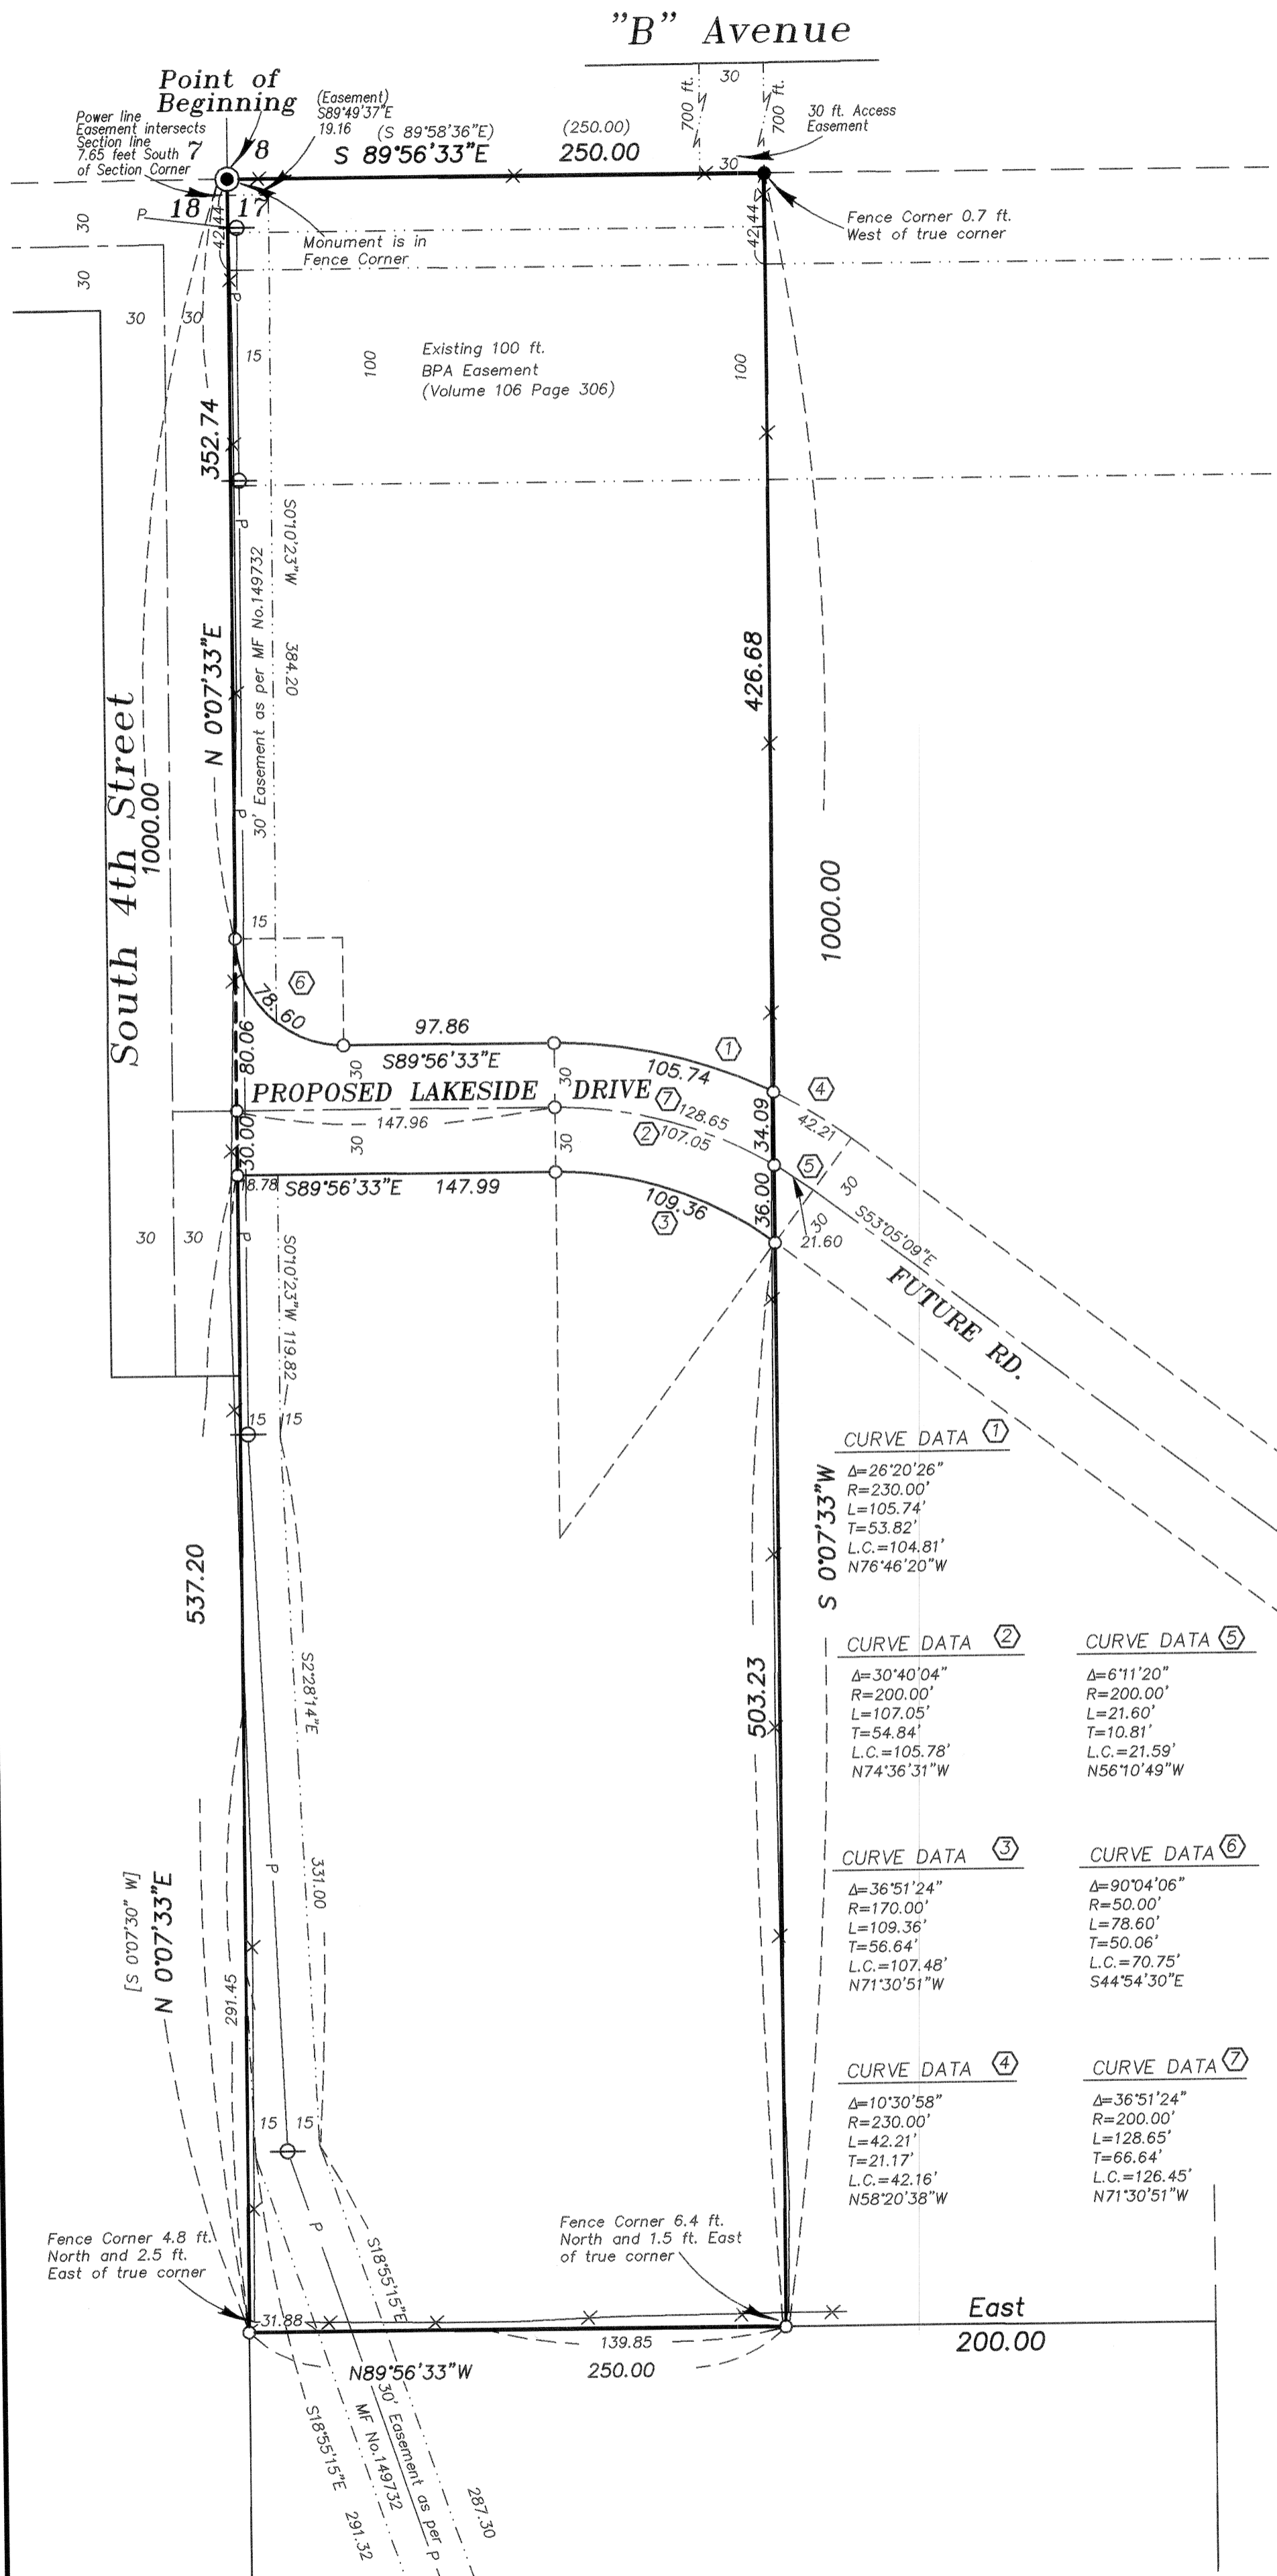 "B" Avenue
Point of
Beginning
(Easement)
S89°49'37"E
19.16
(S 89°58'36"E)
(250.00)
S 89°56'33"E
250.00
Power line
Easement intersects
Section line
7.65 feet South
of Section Corner
7
8
18
17
700 ft.
30
700 ft.
30
30 ft. Access
Easement
Fence Corner 0.7 ft.
West of true corner
Monument is in
Fence Corner
P
42.44
42.44
30
30
30
30
P
15
100
100
Existing 100 ft.
BPA Easement
(Volume 106 Page 306)
352.74
P
S0°10'23"W
384.20
30' Easement as per MF No.149732
N 0°07'33"E
426.68
South 4th Street
1000.00
1000.00
P
15
6
78.60
97.86
S89°56'33"E
80.06
30
30
1
105.74
4
PROPOSED LAKESIDE DRIVE
7
128.65
42.21
34.09
147.96
2
107.05
30.00
30
30
5
18.78
S89°56'33"E
147.99
109.36
3
36.00
30
30
21.60
S53°05'09"E
FUTURE RD.
30
30
P
S0°10'23"W 119.82
15
15
537.20
S 0°07'33"W
CURVE DATA 1
Δ=26°20'26"
R=230.00'
L=105.74'
T=53.82'
L.C.=104.81'
N76°46'20"W
CURVE DATA 2
Δ=30°40'04"
R=200.00'
L=107.05'
T=54.84'
L.C.=105.78'
N74°36'31"W
CURVE DATA 5
Δ=6°11'20"
R=200.00'
L=21.60'
T=10.81'
L.C.=21.59'
N56°10'49"W
S2°28'14"E
503.23
CURVE DATA 3
Δ=36°51'24"
R=170.00'
L=109.36'
T=56.64'
L.C.=107.48'
N71°30'51"W
CURVE DATA 6
Δ=90°04'06"
R=50.00'
L=78.60'
T=50.06'
L.C.=70.75'
S44°54'30"E
P
331.00
[S 0°07'30" W]
N 0°07'33"E
291.45
CURVE DATA 4
Δ=10°30'58"
R=230.00'
L=42.21'
T=21.17'
L.C.=42.16'
N58°20'38"W
CURVE DATA 7
Δ=36°51'24"
R=200.00'
L=128.65'
T=66.64'
L.C.=126.45'
N71°30'51"W
15
15
P
S18°55'15"E
Fence Corner 4.8 ft.
North and 2.5 ft.
East of true corner
Fence Corner 6.4 ft.
North and 1.5 ft. East
of true corner
31.88
139.85
N89°56'33"W
250.00
East
200.00
30' Easement as per
MF No.149732
P
S18°55'15"E
291.32
287.30